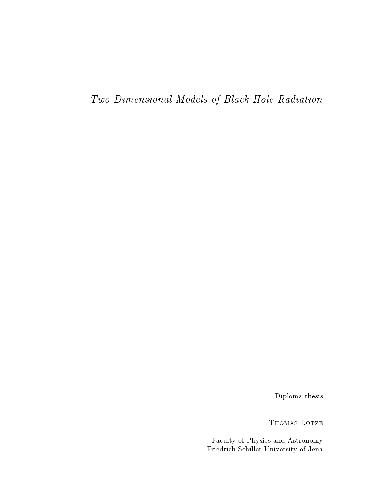 Two-Dimensional Models of Black Hole Radiation
Diploma thesis
THOMAS LOTZE
Faculty of Physics and Astronomy
Friedrich Schiller University of Jena